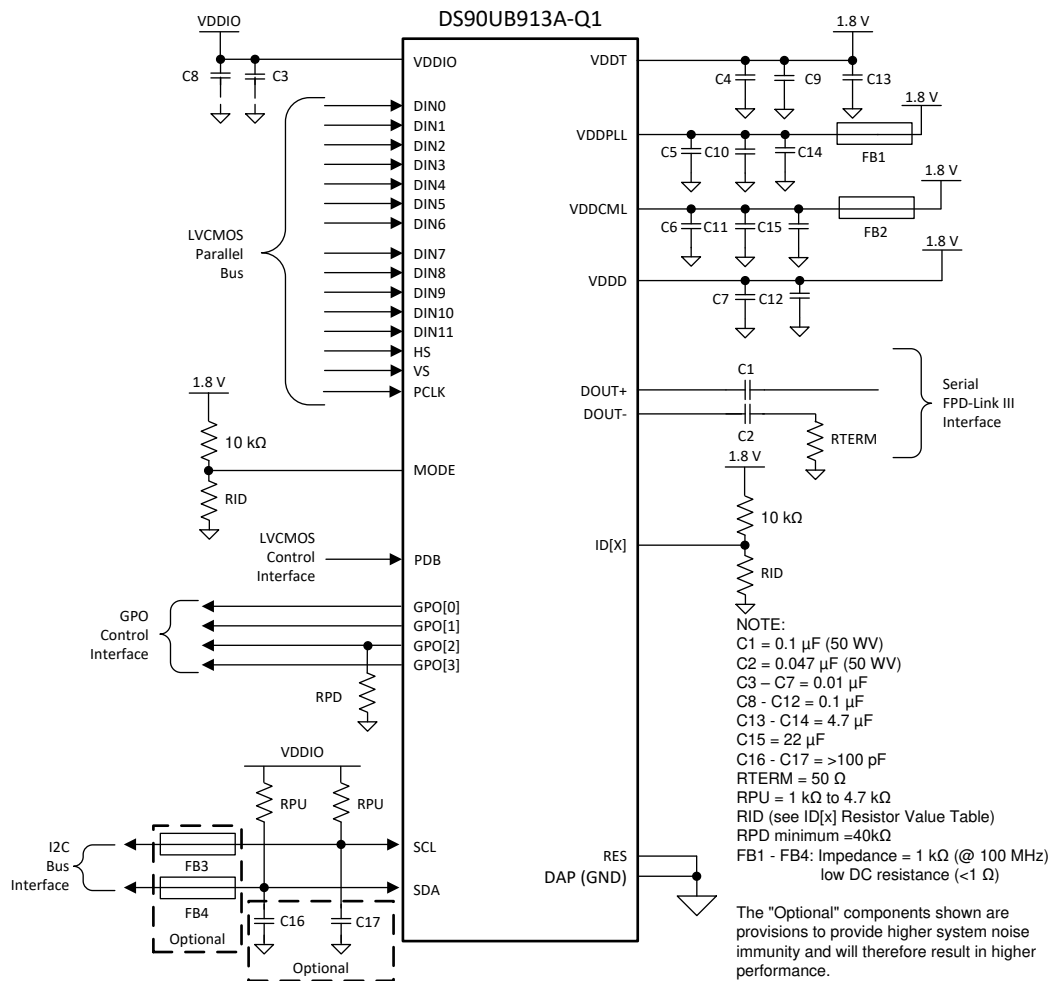 DS90UB913A-Q1
VDDIO
C8
C3
VDDIO
LVCMOS
Parallel
Bus
DIN0
DIN1
DIN2
DIN3
DIN4
DIN5
DIN6
DIN7
DIN8
DIN9
DIN10
DIN11
HS
VS
PCLK
1.8 V
10 kΩ
RID
MODE
LVCMOS
Control
Interface
PDB
GPO
Control
Interface
GPO[0]
GPO[1]
GPO[2]
GPO[3]
RPD
VDDIO
RPU
RPU
I2C
Bus
Interface
FB3
FB4
Optional
SCL
SDA
C16
C17
Optional
1.8 V
VDDT
C4
C9
C13
1.8 V
VDDPLL
C5
C10
C14
FB1
1.8 V
VDDCML
C6
C11
C15
FB2
1.8 V
VDDD
C7
C12
DOUT+
DOUT-
C1
C2
RTERM
Serial
FPD-Link III
Interface
1.8 V
10 kΩ
ID[X]
RID
RES
DAP (GND)
NOTE:
C1 = 0.1 µF (50 WV)
C2 = 0.047 µF (50 WV)
C3 – C7 = 0.01 µF
C8 - C12 = 0.1 µF
C13 - C14 = 4.7 µF
C15 = 22 µF
C16 - C17 = >100 pF
RTERM = 50 Ω
RPU = 1 kΩ to 4.7 kΩ
RID (see ID[x] Resistor Value Table)
RPD minimum =40kΩ
FB1 - FB4: Impedance = 1 kΩ (@ 100 MHz)
low DC resistance (<1 Ω)
The "Optional" components shown are
provisions to provide higher system noise
immunity and will therefore result in higher
performance.